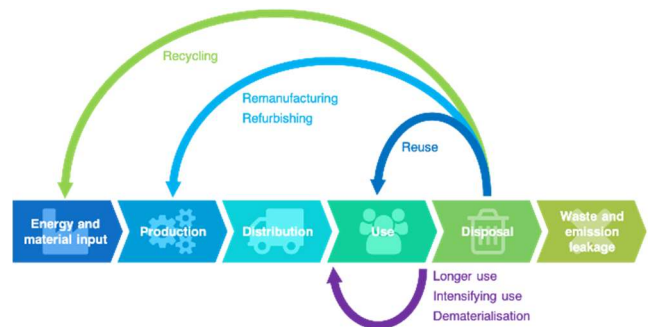 Recycling
Remanufacturing
Refurbishing
Reuse
Energy and
material input
Production
Distribution
Use
Disposal
Waste and
emission
leakage
Longer use
Intensifying use
Dematerialisation